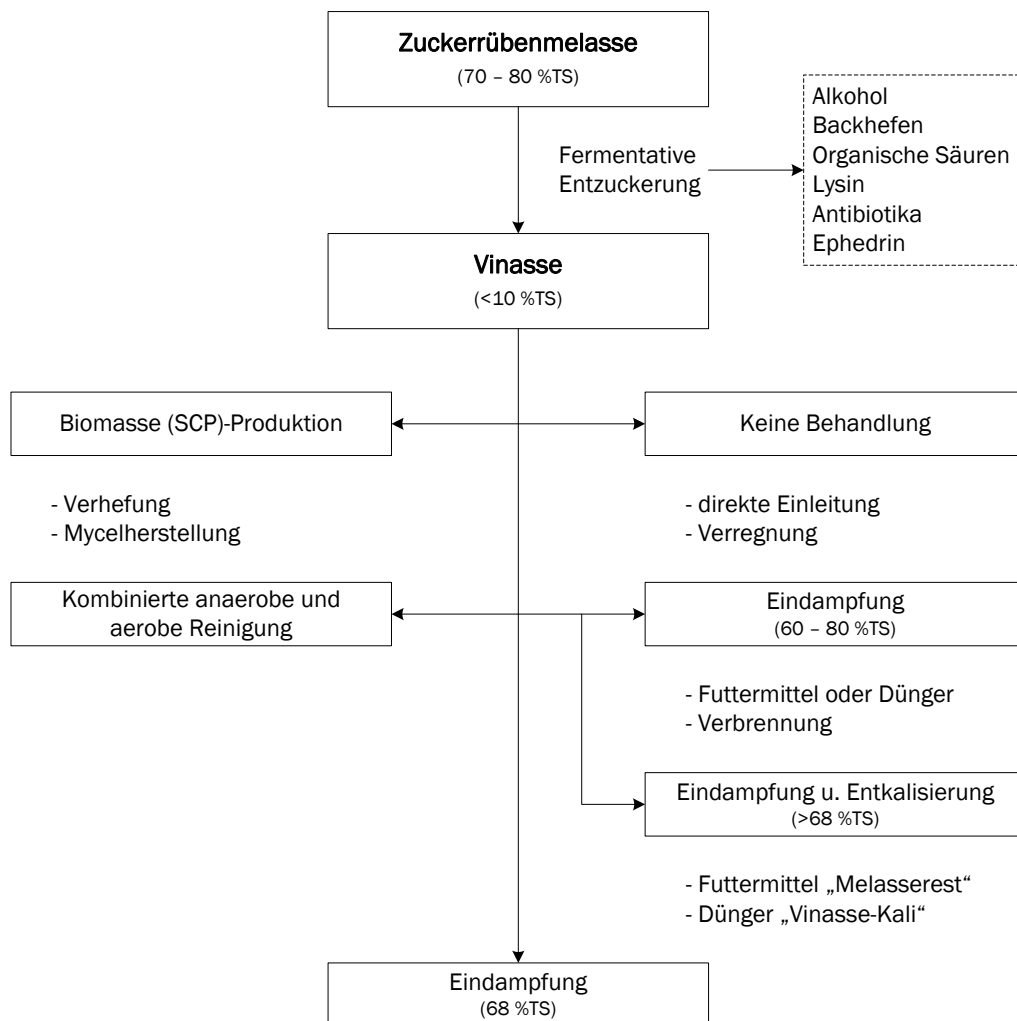 Zuckerrübenmelasse
(70 – 80 %TS)
Fermentative
Entzuckerung
Alkohol
Backhefen
Organische Säuren
Lysin
Antibiotika
Ephedrin
Vinasse
(<10 %TS)
Biomasse (SCP)-Produktion
Keine Behandlung
- Verhefung
- Mycelherstellung
- direkte Einleitung
- Verregnung
Kombinierte anaerobe und
aerobe Reinigung
Eindampfung
(60 – 80 %TS)
- Futtermittel oder Dünger
- Verbrennung
Eindampfung u. Entkalisierung
(>68 %TS)
- Futtermittel „Melasserest“
- Dünger „Vinasse-Kali“
Eindampfung
(68 %TS)